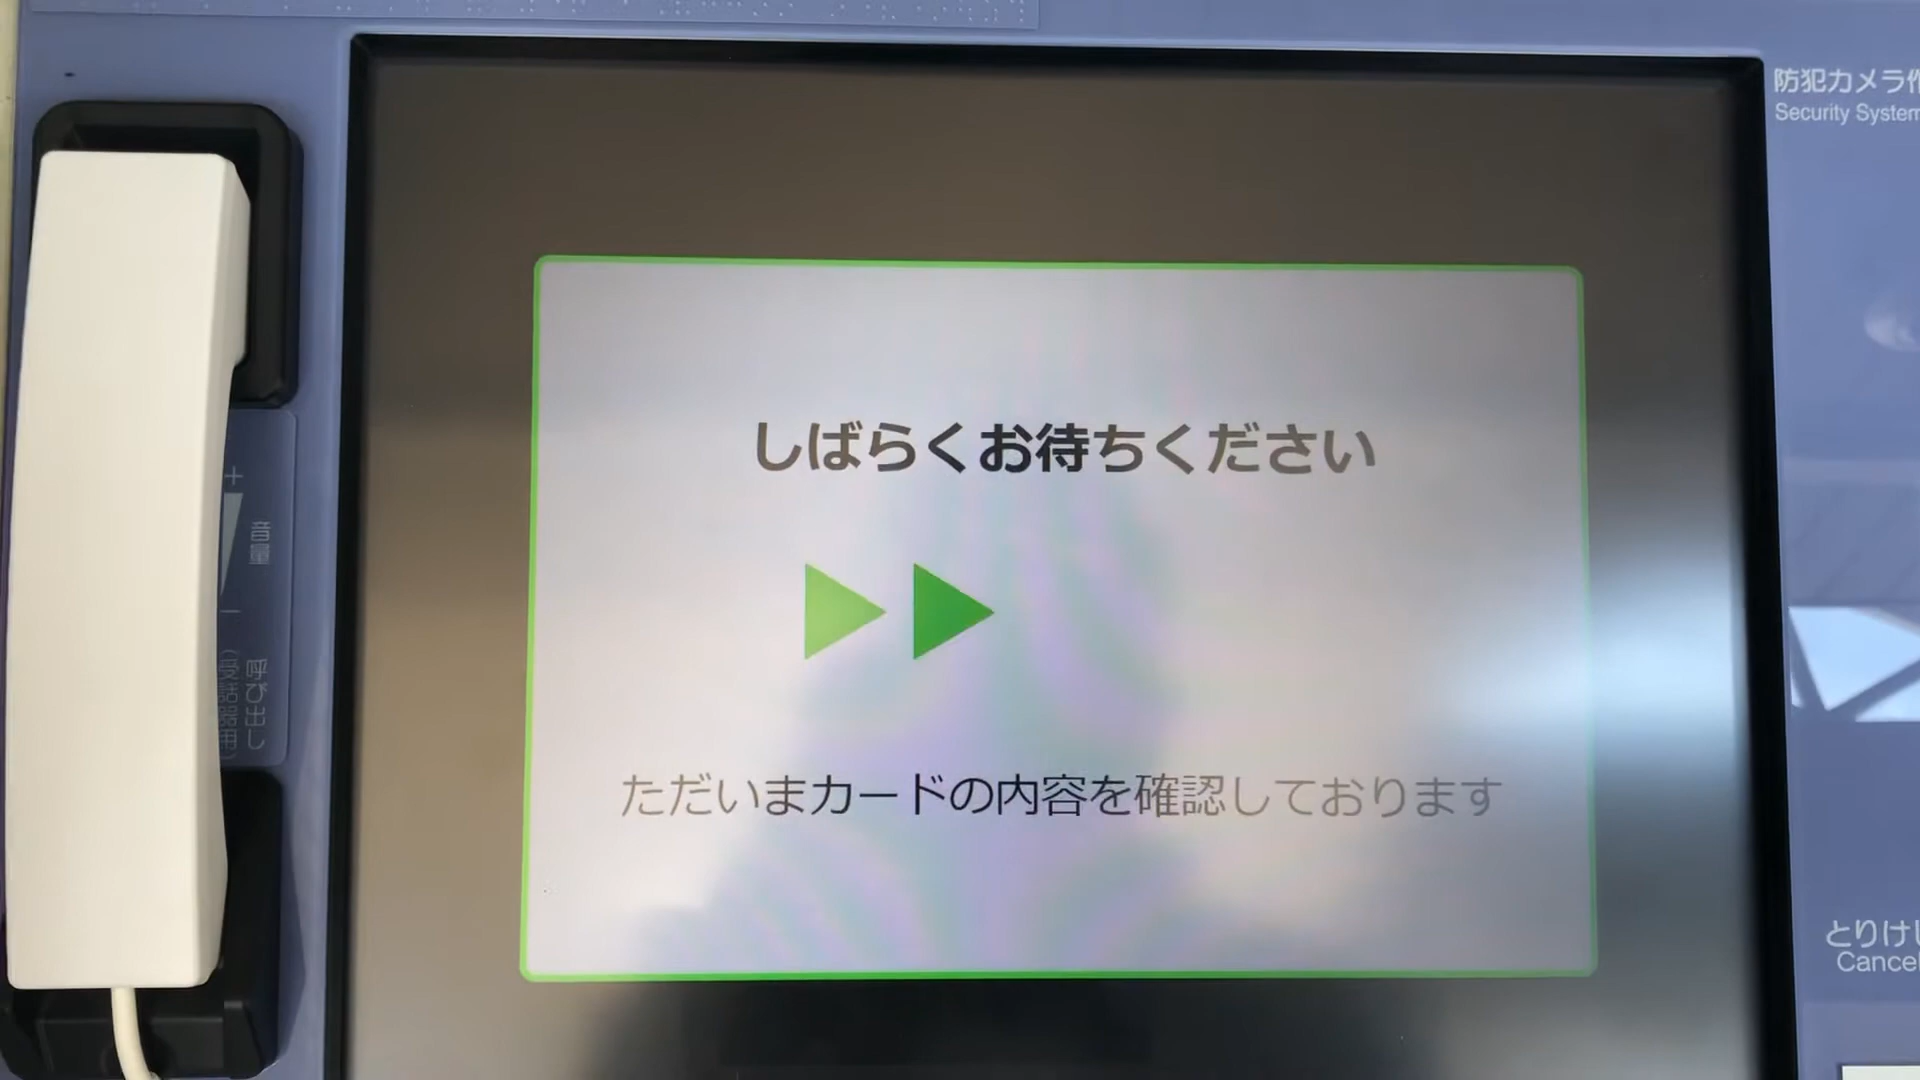 防犯カメラ
Security System
しばらくお待ちください
+
音量
−
呼び出し
（受話器用）
ただいまカードの内容を確認しております
とりけし
Cancel